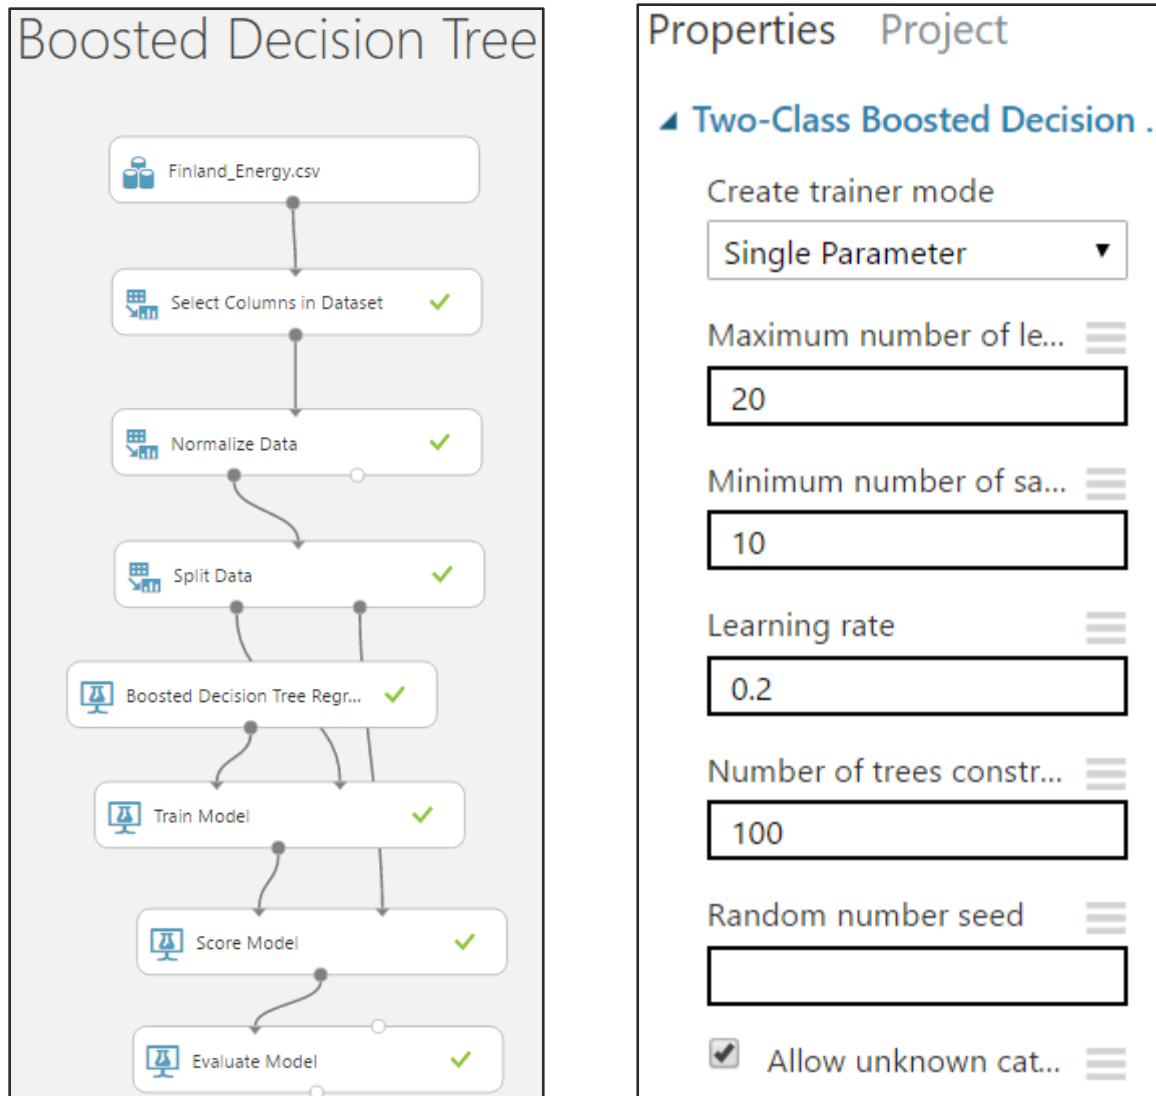 Boosted Decision Tree
Finland_Energy.csv
Select Columns in Dataset
Normalize Data
Split Data
Boosted Decision Tree Regr...
Train Model
Score Model
Evaluate Model
Properties Project
Two-Class Boosted Decision .
Create trainer mode
Single Parameter
Maximum number of le...
20
Minimum number of sa...
10
Learning rate
0.2
Number of trees constr...
100
Random number seed
Allow unknown cat...